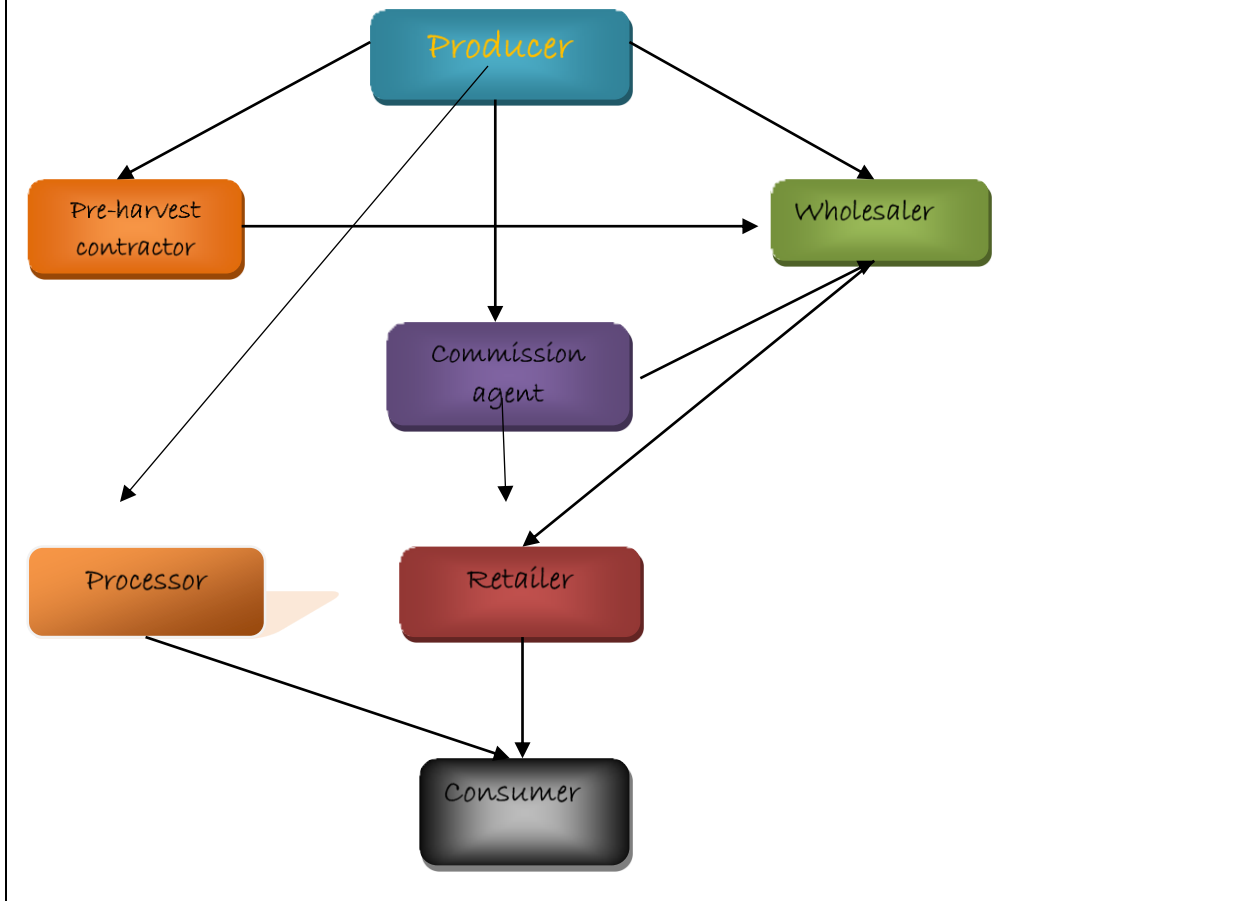 Producer
Pre-harvest
contractor
Wholesaler
Commission
agent
Processor
Retailer
Consumer